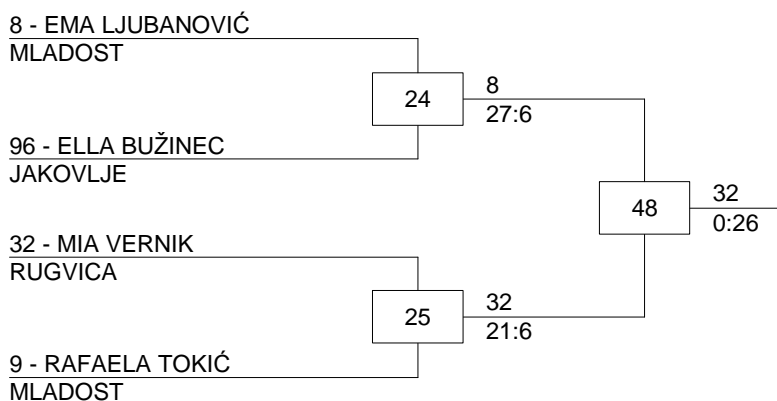 8 - EMA LJUBANOVIĆ
MLADOST
24
8
27:6
96 - ELLA BUŽINEC
JAKOVLJE
48
32
0:26
32 - MIA VERNIK
RUGVICA
25
32
21:6
9 - RAFAELA TOKIĆ
MLADOST